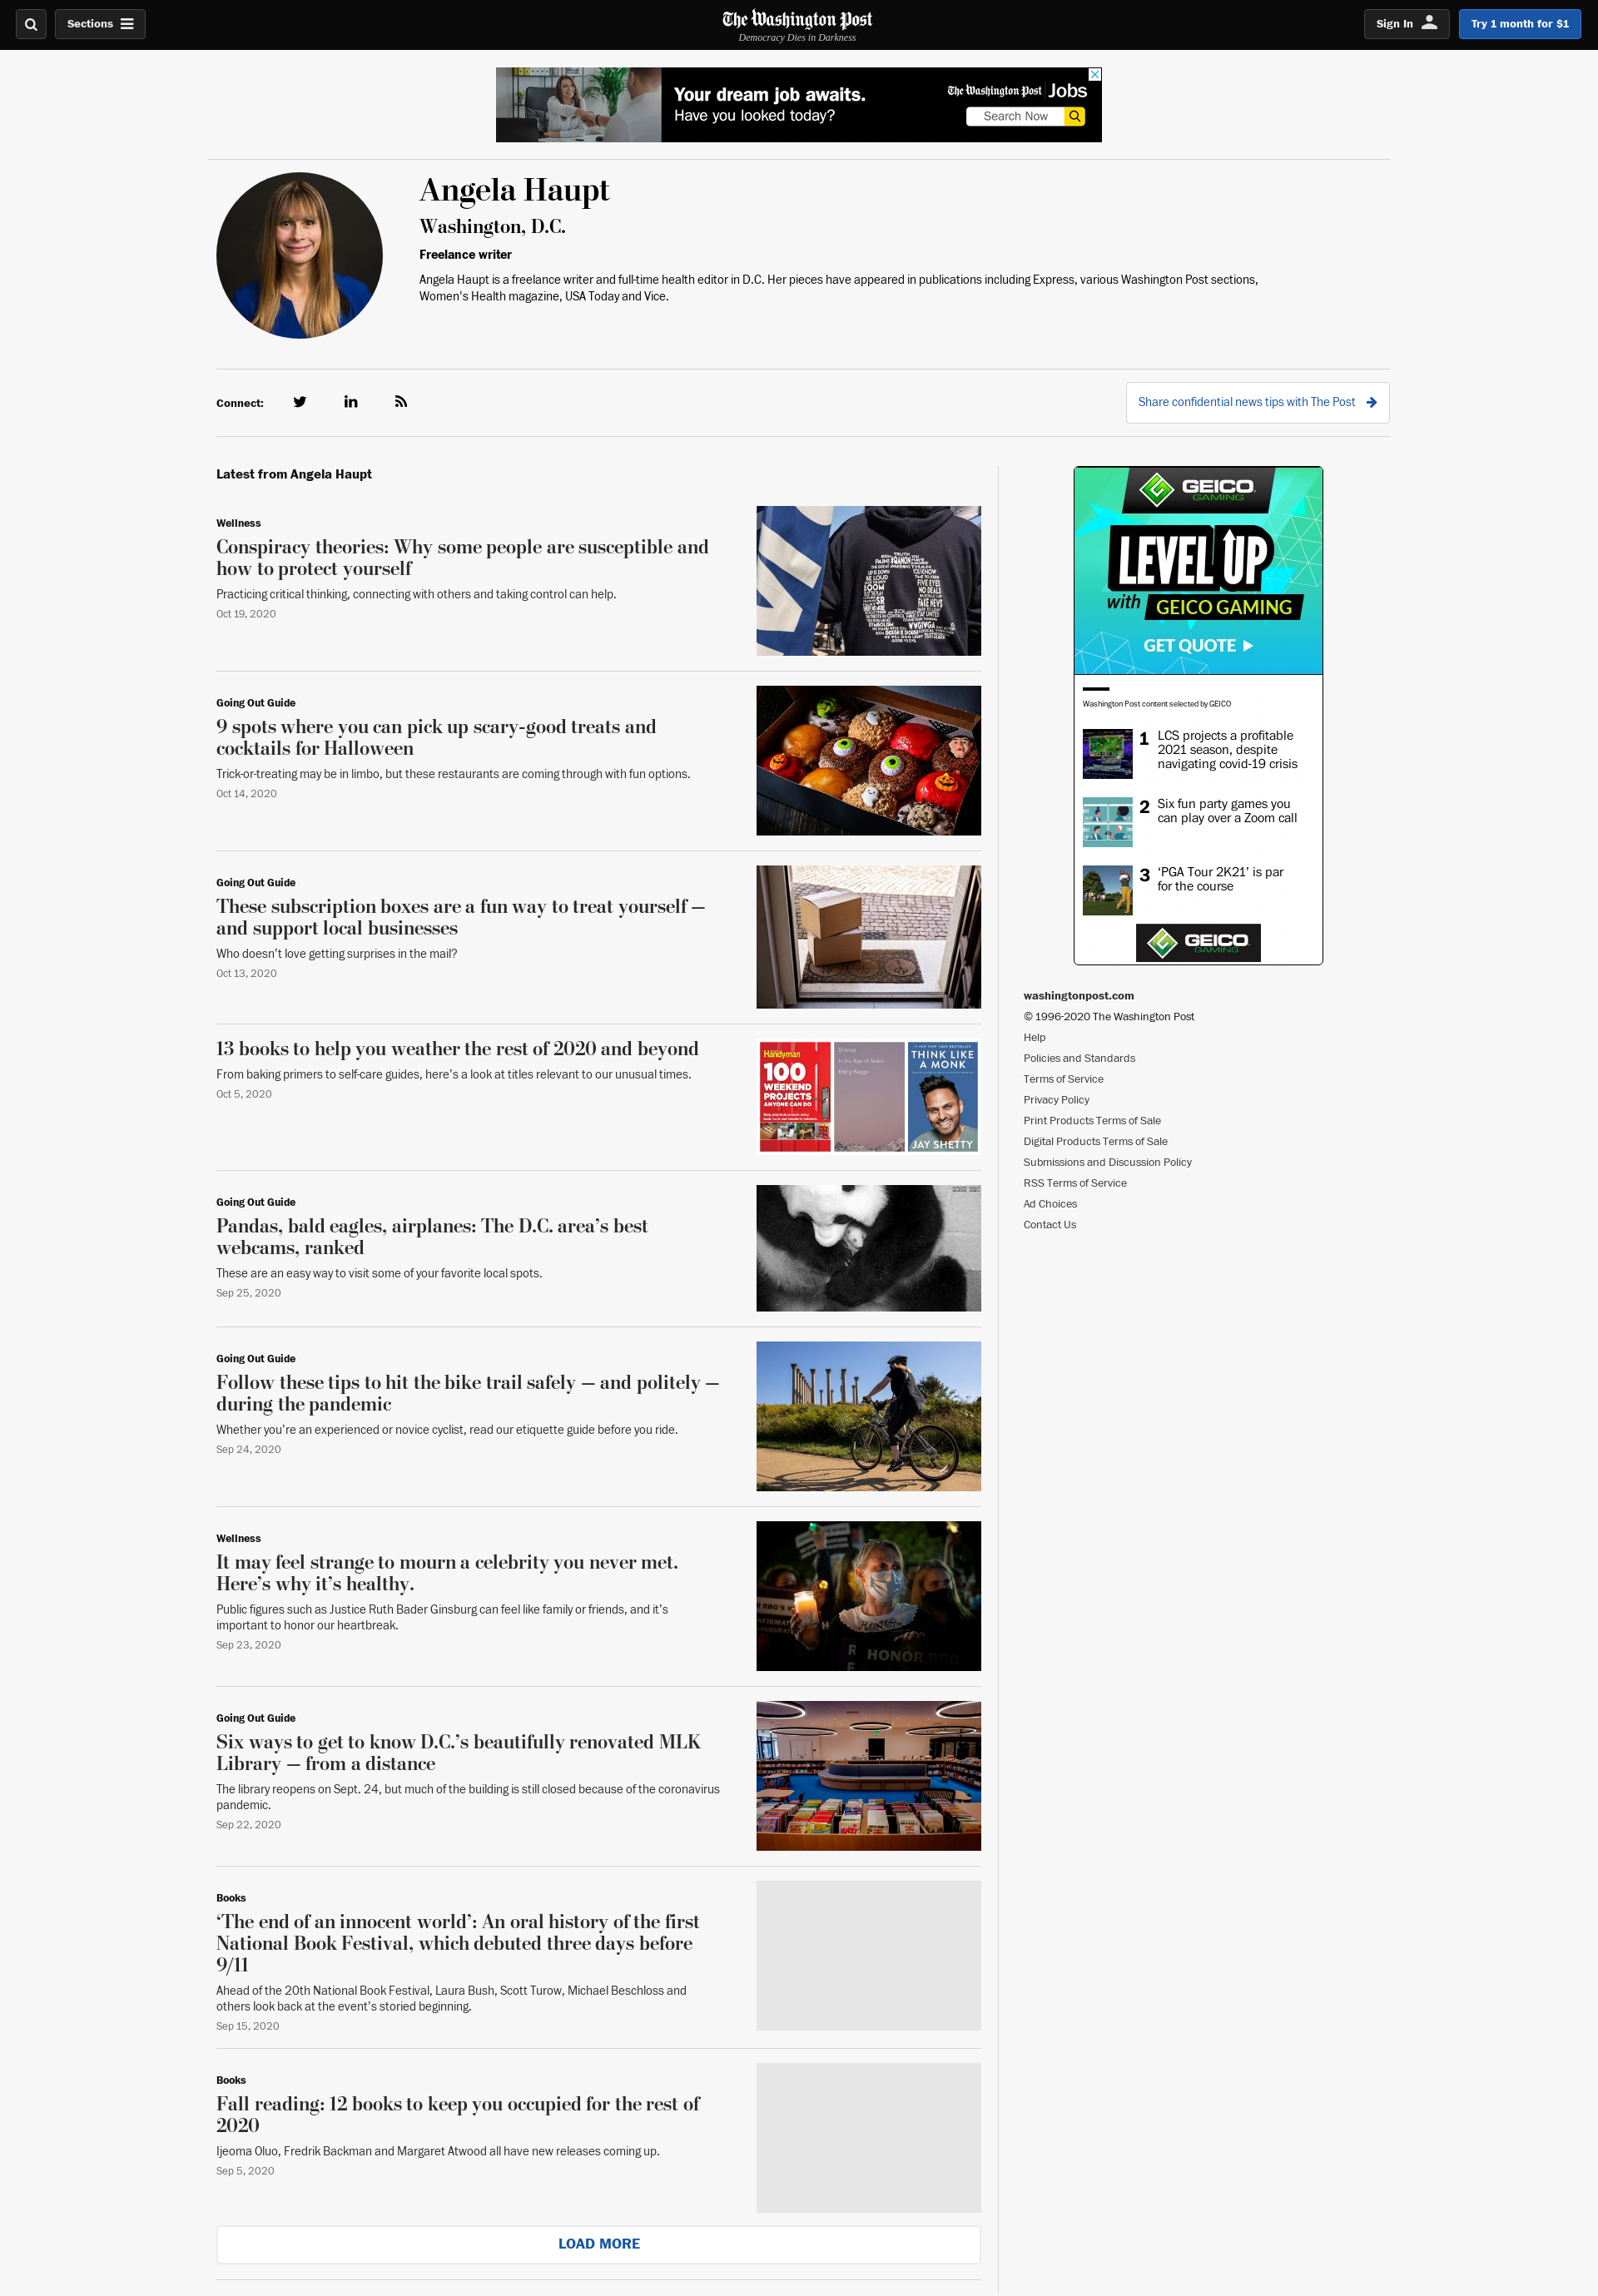 Sections
The Washington Post
Democracy Dies in Darkness
Sign In
Try 1 month for $1
Your dream job awaits.
Have you looked today?
The Washington Post Jobs
Search Now
Angela Haupt
Washington, D.C.
Freelance writer
Angela Haupt is a freelance writer and full-time health editor in D.C. Her pieces have appeared in publications including Express, various Washington Post sections,
Women's Health magazine, USA Today and Vice.
Connect:
Share confidential news tips with The Post
Latest from Angela Haupt
Wellness
Conspiracy theories: Why some people are susceptible and
how to protect yourself
Practicing critical thinking, connecting with others and taking control can help.
Oct 19, 2020
Going Out Guide
9 spots where you can pick up scary-good treats and
cocktails for Halloween
Trick-or-treating may be in limbo, but these restaurants are coming through with fun options.
Oct 14, 2020
Going Out Guide
These subscription boxes are a fun way to treat yourself —
and support local businesses
Who doesn't love getting surprises in the mail?
Oct 13, 2020
13 books to help you weather the rest of 2020 and beyond
From baking primers to self-care guides, here's a look at titles relevant to our unusual times.
Oct 5, 2020
Handyman
100
WEEKEND
PROJECTS
ANYONE CAN DO
Silence
In the Age of Noise
Erling Kagge
THINK LIKE
A MONK
JAY SHETTY
Going Out Guide
Pandas, bald eagles, airplanes: The D.C. area's best
webcams, ranked
These are an easy way to visit some of your favorite local spots.
Sep 25, 2020
Going Out Guide
Follow these tips to hit the bike trail safely — and politely —
during the pandemic
Whether you're an experienced or novice cyclist, read our etiquette guide before you ride.
Sep 24, 2020
Wellness
It may feel strange to mourn a celebrity you never met.
Here's why it's healthy.
Public figures such as Justice Ruth Bader Ginsburg can feel like family or friends, and it's
important to honor our heartbreak.
Sep 23, 2020
HONOR
Going Out Guide
Six ways to get to know D.C.'s beautifully renovated MLK
Library — from a distance
The library reopens on Sept. 24, but much of the building is still closed because of the coronavirus
pandemic.
Sep 22, 2020
Books
‘The end of an innocent world’: An oral history of the first
National Book Festival, which debuted three days before
9/11
Ahead of the 20th National Book Festival, Laura Bush, Scott Turow, Michael Beschloss and
others look back at the event's storied beginning.
Sep 15, 2020
Books
Fall reading: 12 books to keep you occupied for the rest of
2020
Ijeoma Oluo, Fredrik Backman and Margaret Atwood all have new releases coming up.
Sep 5, 2020
LOAD MORE
GEICO
GAMING
LEVEL UP
with GEICO GAMING
GET QUOTE
Washington Post content selected by GEICO
1 LCS projects a profitable
2021 season, despite
navigating covid-19 crisis
2 Six fun party games you
can play over a Zoom call
3 ‘PGA Tour 2K21’ is par
for the course
GEICO
GAMING
washingtonpost.com
© 1996-2020 The Washington Post
Help
Policies and Standards
Terms of Service
Privacy Policy
Print Products Terms of Sale
Digital Products Terms of Sale
Submissions and Discussion Policy
RSS Terms of Service
Ad Choices
Contact Us